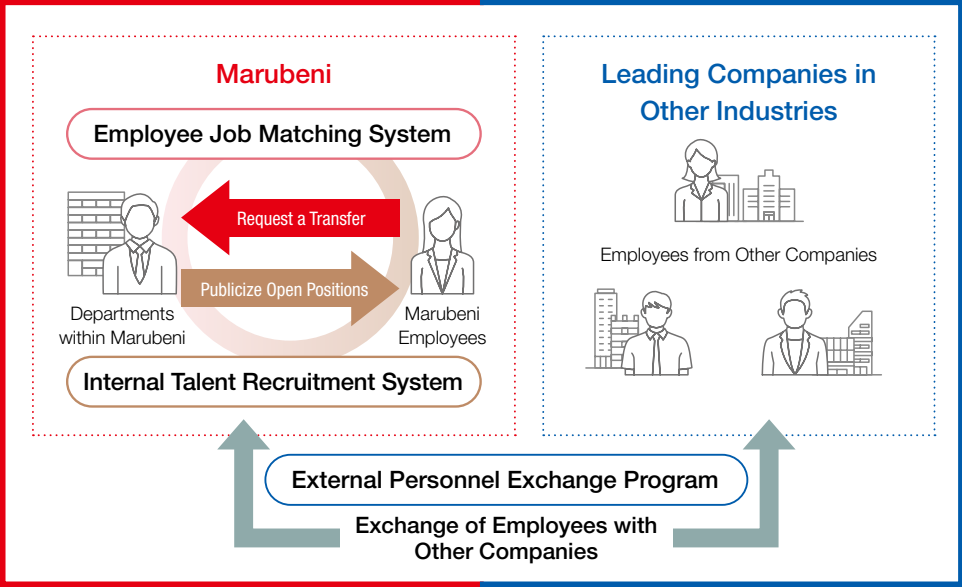 Marubeni
Employee Job Matching System
Request a Transfer
Publicize Open Positions
Departments
within Marubeni
Marubeni
Employees
Internal Talent Recruitment System
Leading Companies in
Other Industries
Employees from Other Companies
External Personnel Exchange Program
Exchange of Employees with
Other Companies